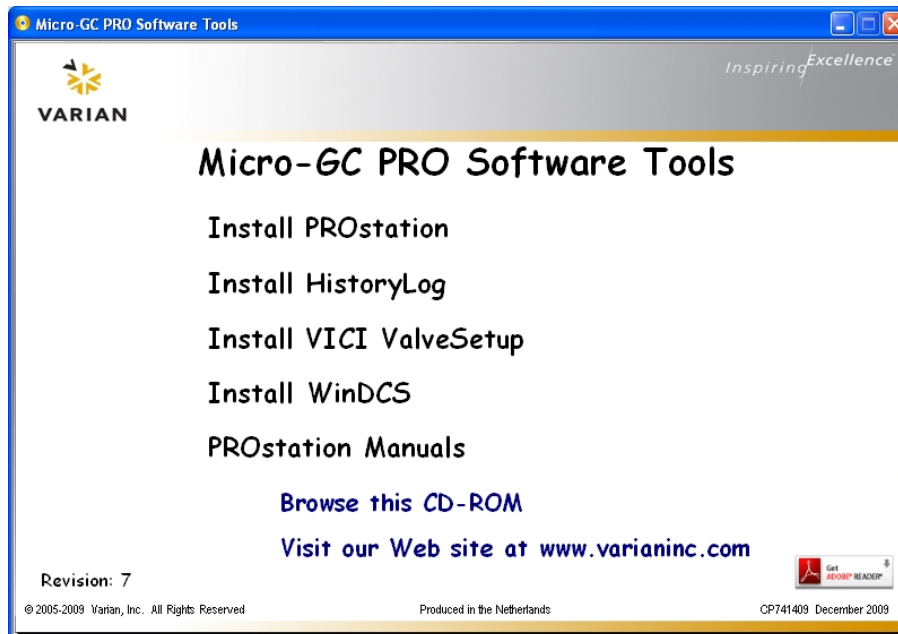 Micro-GC PRO Software Tools
Inspiring Excellence
VARIAN
Micro-GC PRO Software Tools
Install PROstation
Install HistoryLog
Install VICI ValveSetup
Install WinDCS
PROstation Manuals
Browse this CD-ROM
Visit our Web site at www.varianinc.com
Get
ADOBE® READER®
Revision: 7
© 2005-2009 Varian, Inc. All Rights Reserved
Produced in the Netherlands
CP741409 December 2009